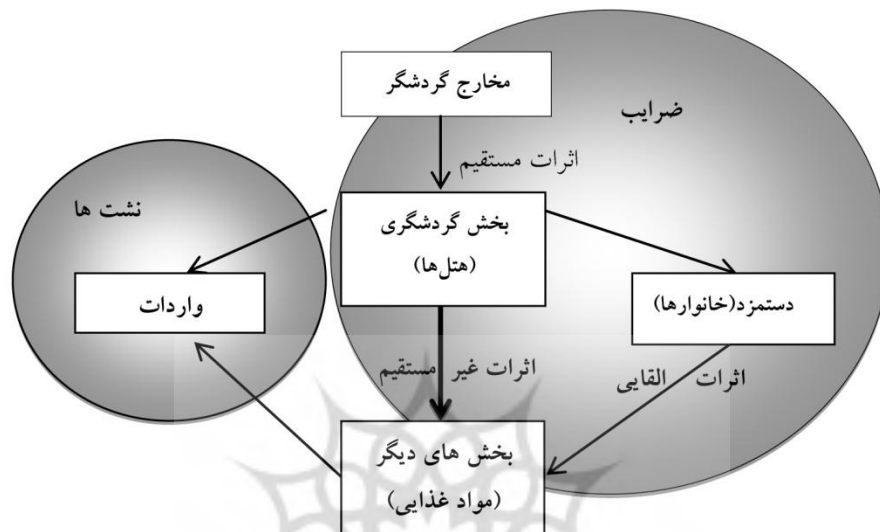 مخارج گردشگر
ضرایب
اثرات مستقیم
نشت ها
بخش گردشگری
(هتل‌ها)
واردات
دستمزد(خانوارها)
اثرات غیر مستقیم
اثرات القایی
بخش های دیگر
(مواد غذایی)